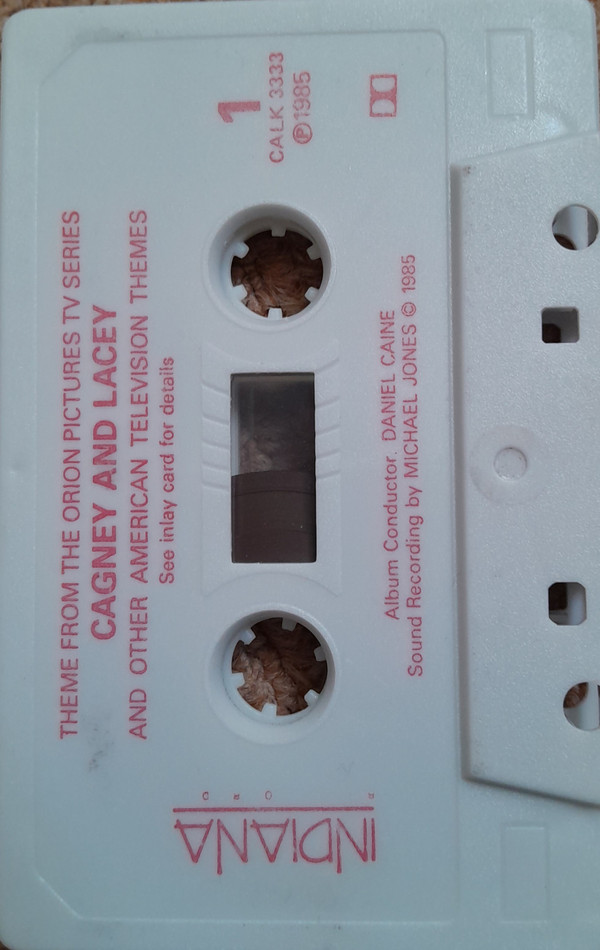 THEME FROM THE ORION PICTURES TV SERIES
CAGNEY AND LACEY
AND OTHER AMERICAN TELEVISION THEMES
See inlay card for details
INDIANA
1
CALK 3333
℗1985
Album Conductor. DANIEL CAINE
Sound Recording by MICHAEL JONES © 1985